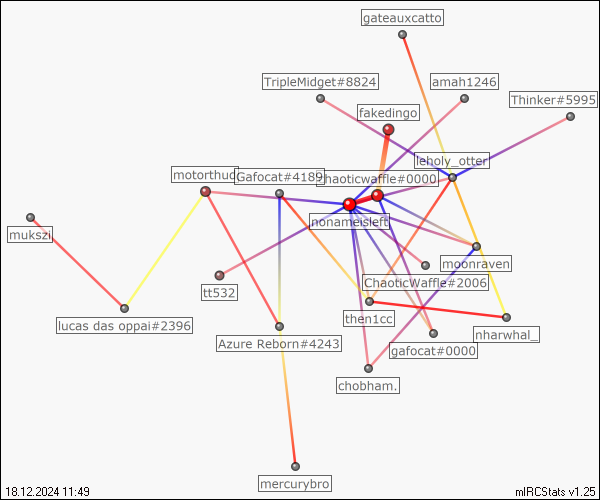 gateauxcatto
TripleMidget#8824
amah1246
Thinker#5995
fakedingo
leholy_otter
motorthud
Gafocat#4189
chaoticwaffle#0000
nonameisleft
mukszi
moonraven
tt532
ChaoticWaffle#2006
lucas das oppai#2396
then1cc
nharwhal_
Azure Reborn#4243
gafocat#0000
chobham.
mercurybro
18.12.2024 11:49
mIRCStats v1.25